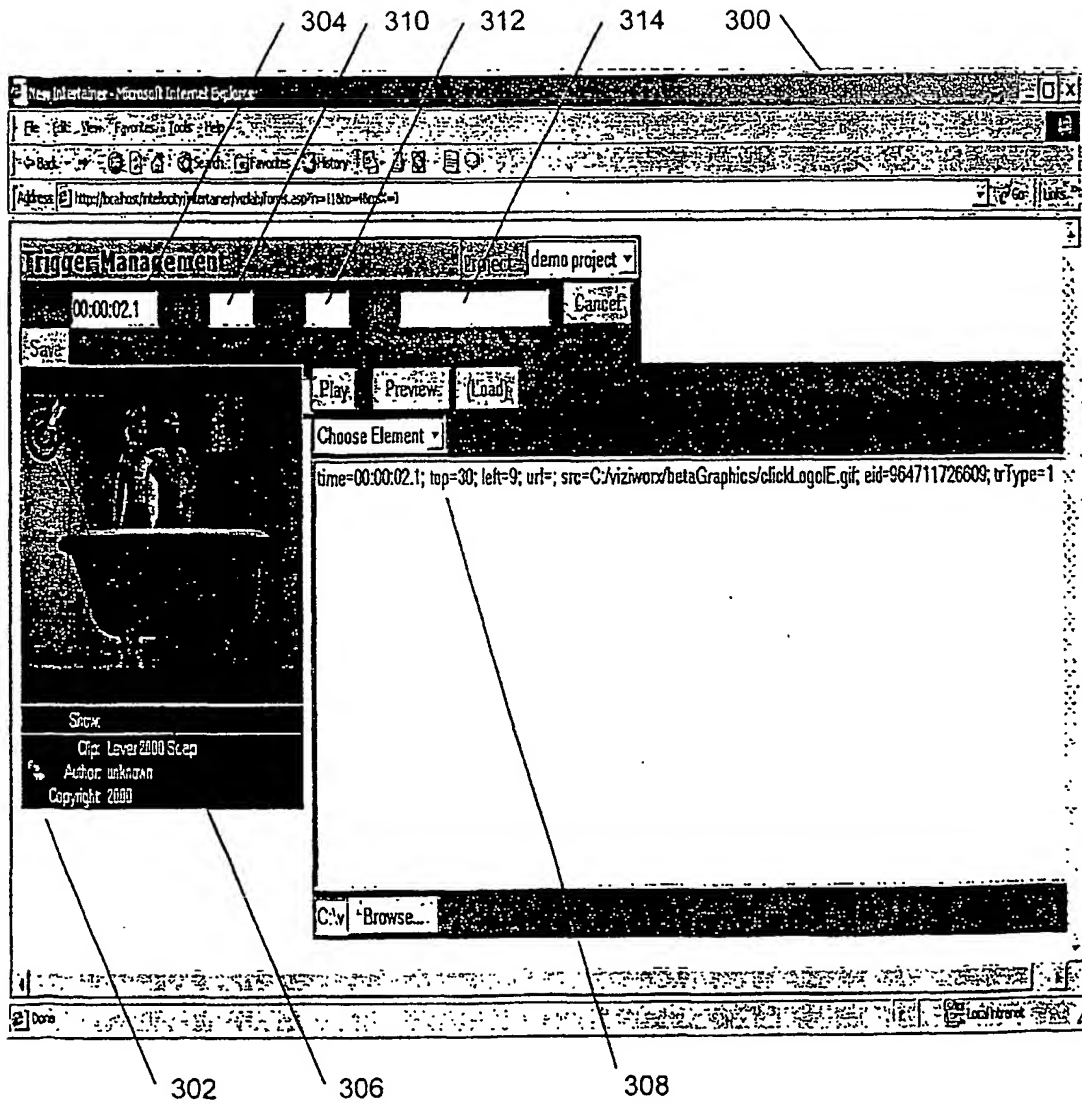 304 310 312 314 300
New Intertainer - Microsoft Internet Explorer
File Edit View Favorites Tools Help
Back Search Favorites History
Address Go Links
Trigger Management Project demo project
00:00:02.1 Cancel
Save
Play Preview (Load)
Choose Element
time=00:00:02.1; top=30; left=9; url=; src=C:/viziworx/betaGraphics/clickLogoIE.gif; eid=964711726609; trType=1
Show:
Clip: Lever 2000 Soap
Author: unknown
Copyright: 2000
C:\v Browse...
Done Local intranet
302 306 308